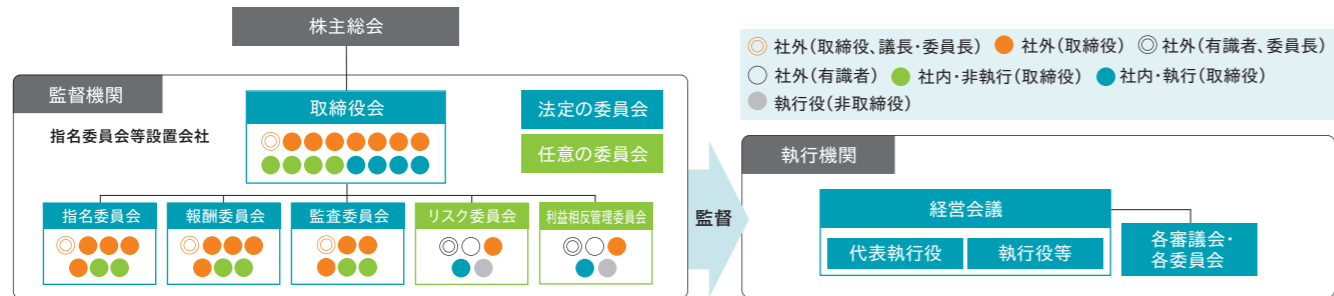 株主総会
監督機関
指名委員会等設置会社
取締役会
法定の委員会
任意の委員会
指名委員会
報酬委員会
監査委員会
リスク委員会
利益相反管理委員会
監督
社外(取締役、議長・委員長) 社外(取締役) 社外(有識者、委員長)
社外(有識者) 社内・非執行(取締役) 社内・執行(取締役)
執行役(非取締役)
執行機関
経営会議
代表執行役
執行役等
各審議会・
各委員会